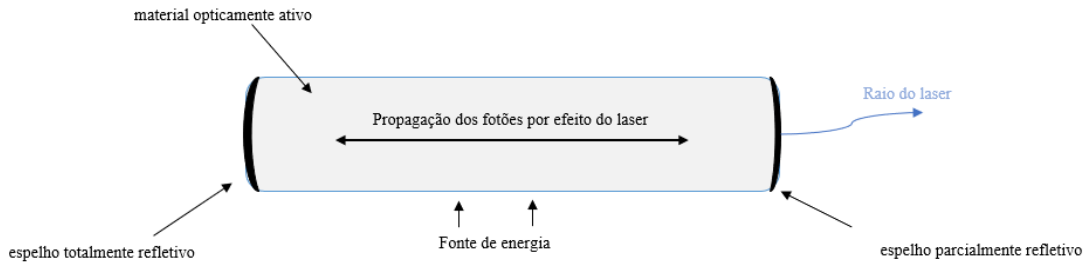 material opticamente ativo
Raio do laser
Propagação dos fotões por efeito do laser
Fonte de energia
espelho totalmente refletivo
espelho parcialmente refletivo